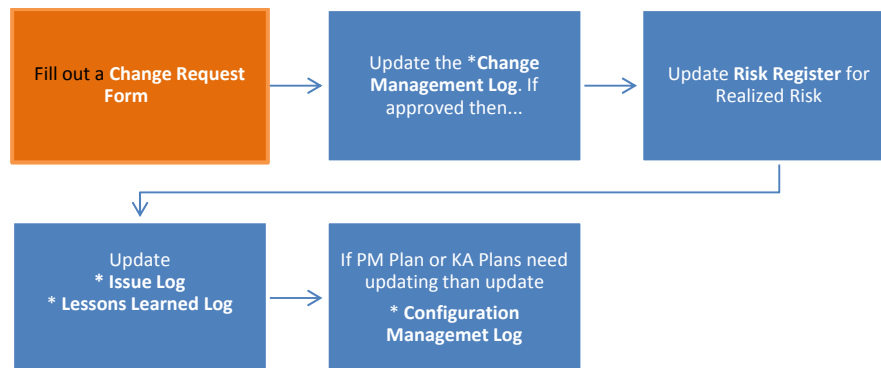 Fill out a Change Request
Form
Update the *Change
Management Log. If
approved then...
Update Risk Register for
Realized Risk
Update
* Issue Log
* Lessons Learned Log
If PM Plan or KA Plans need
updating than update
* Configuration
Managemet Log